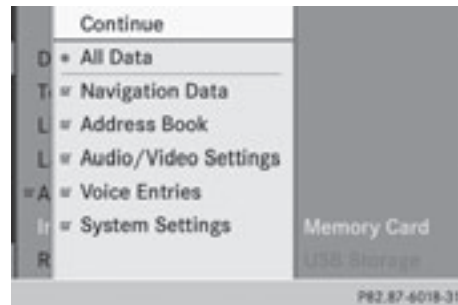 Continue
All Data
Navigation Data
Address Book
Audio/Video Settings
Voice Entries
System Settings
Memory Card
USB Storage
P82.87-6018-31